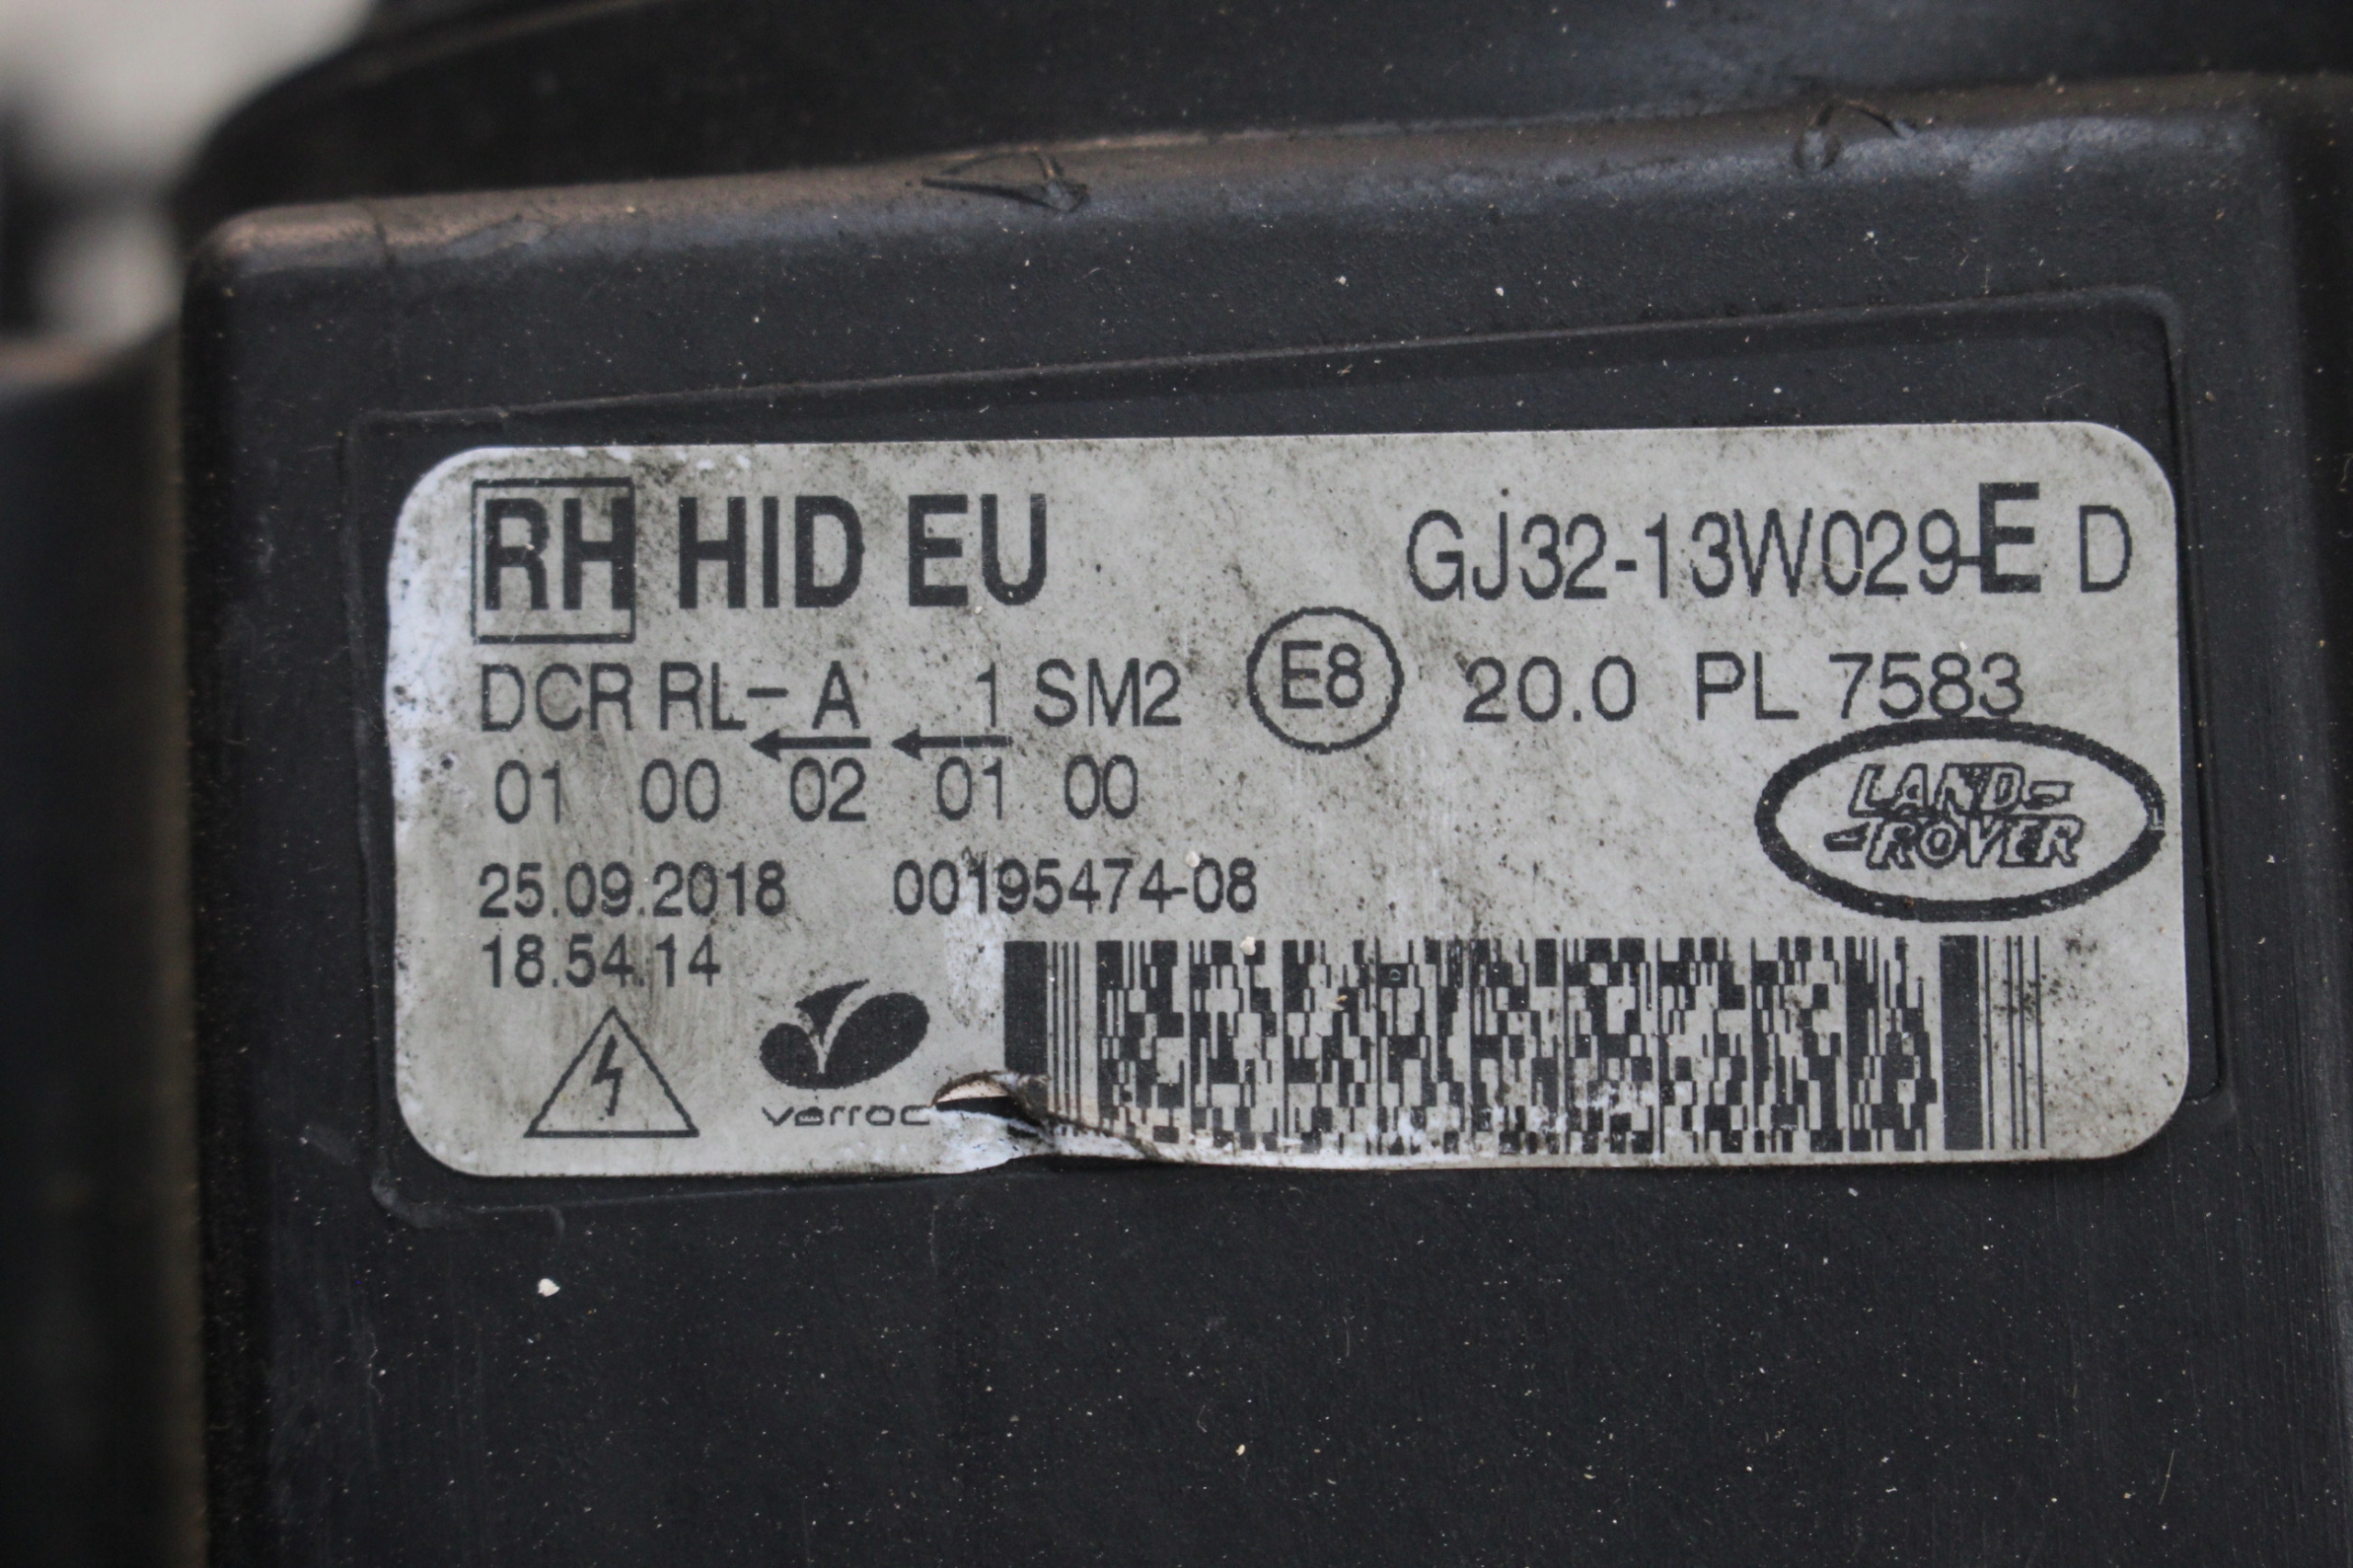 RH HID EU GJ32-13W029-E D
DCR RL- A 1 SM2 E8 20.0 PL 7583
01 00 02 01 00
LAND-
-ROVER
25.09.2018 00195474-08
18.54.14
varroc